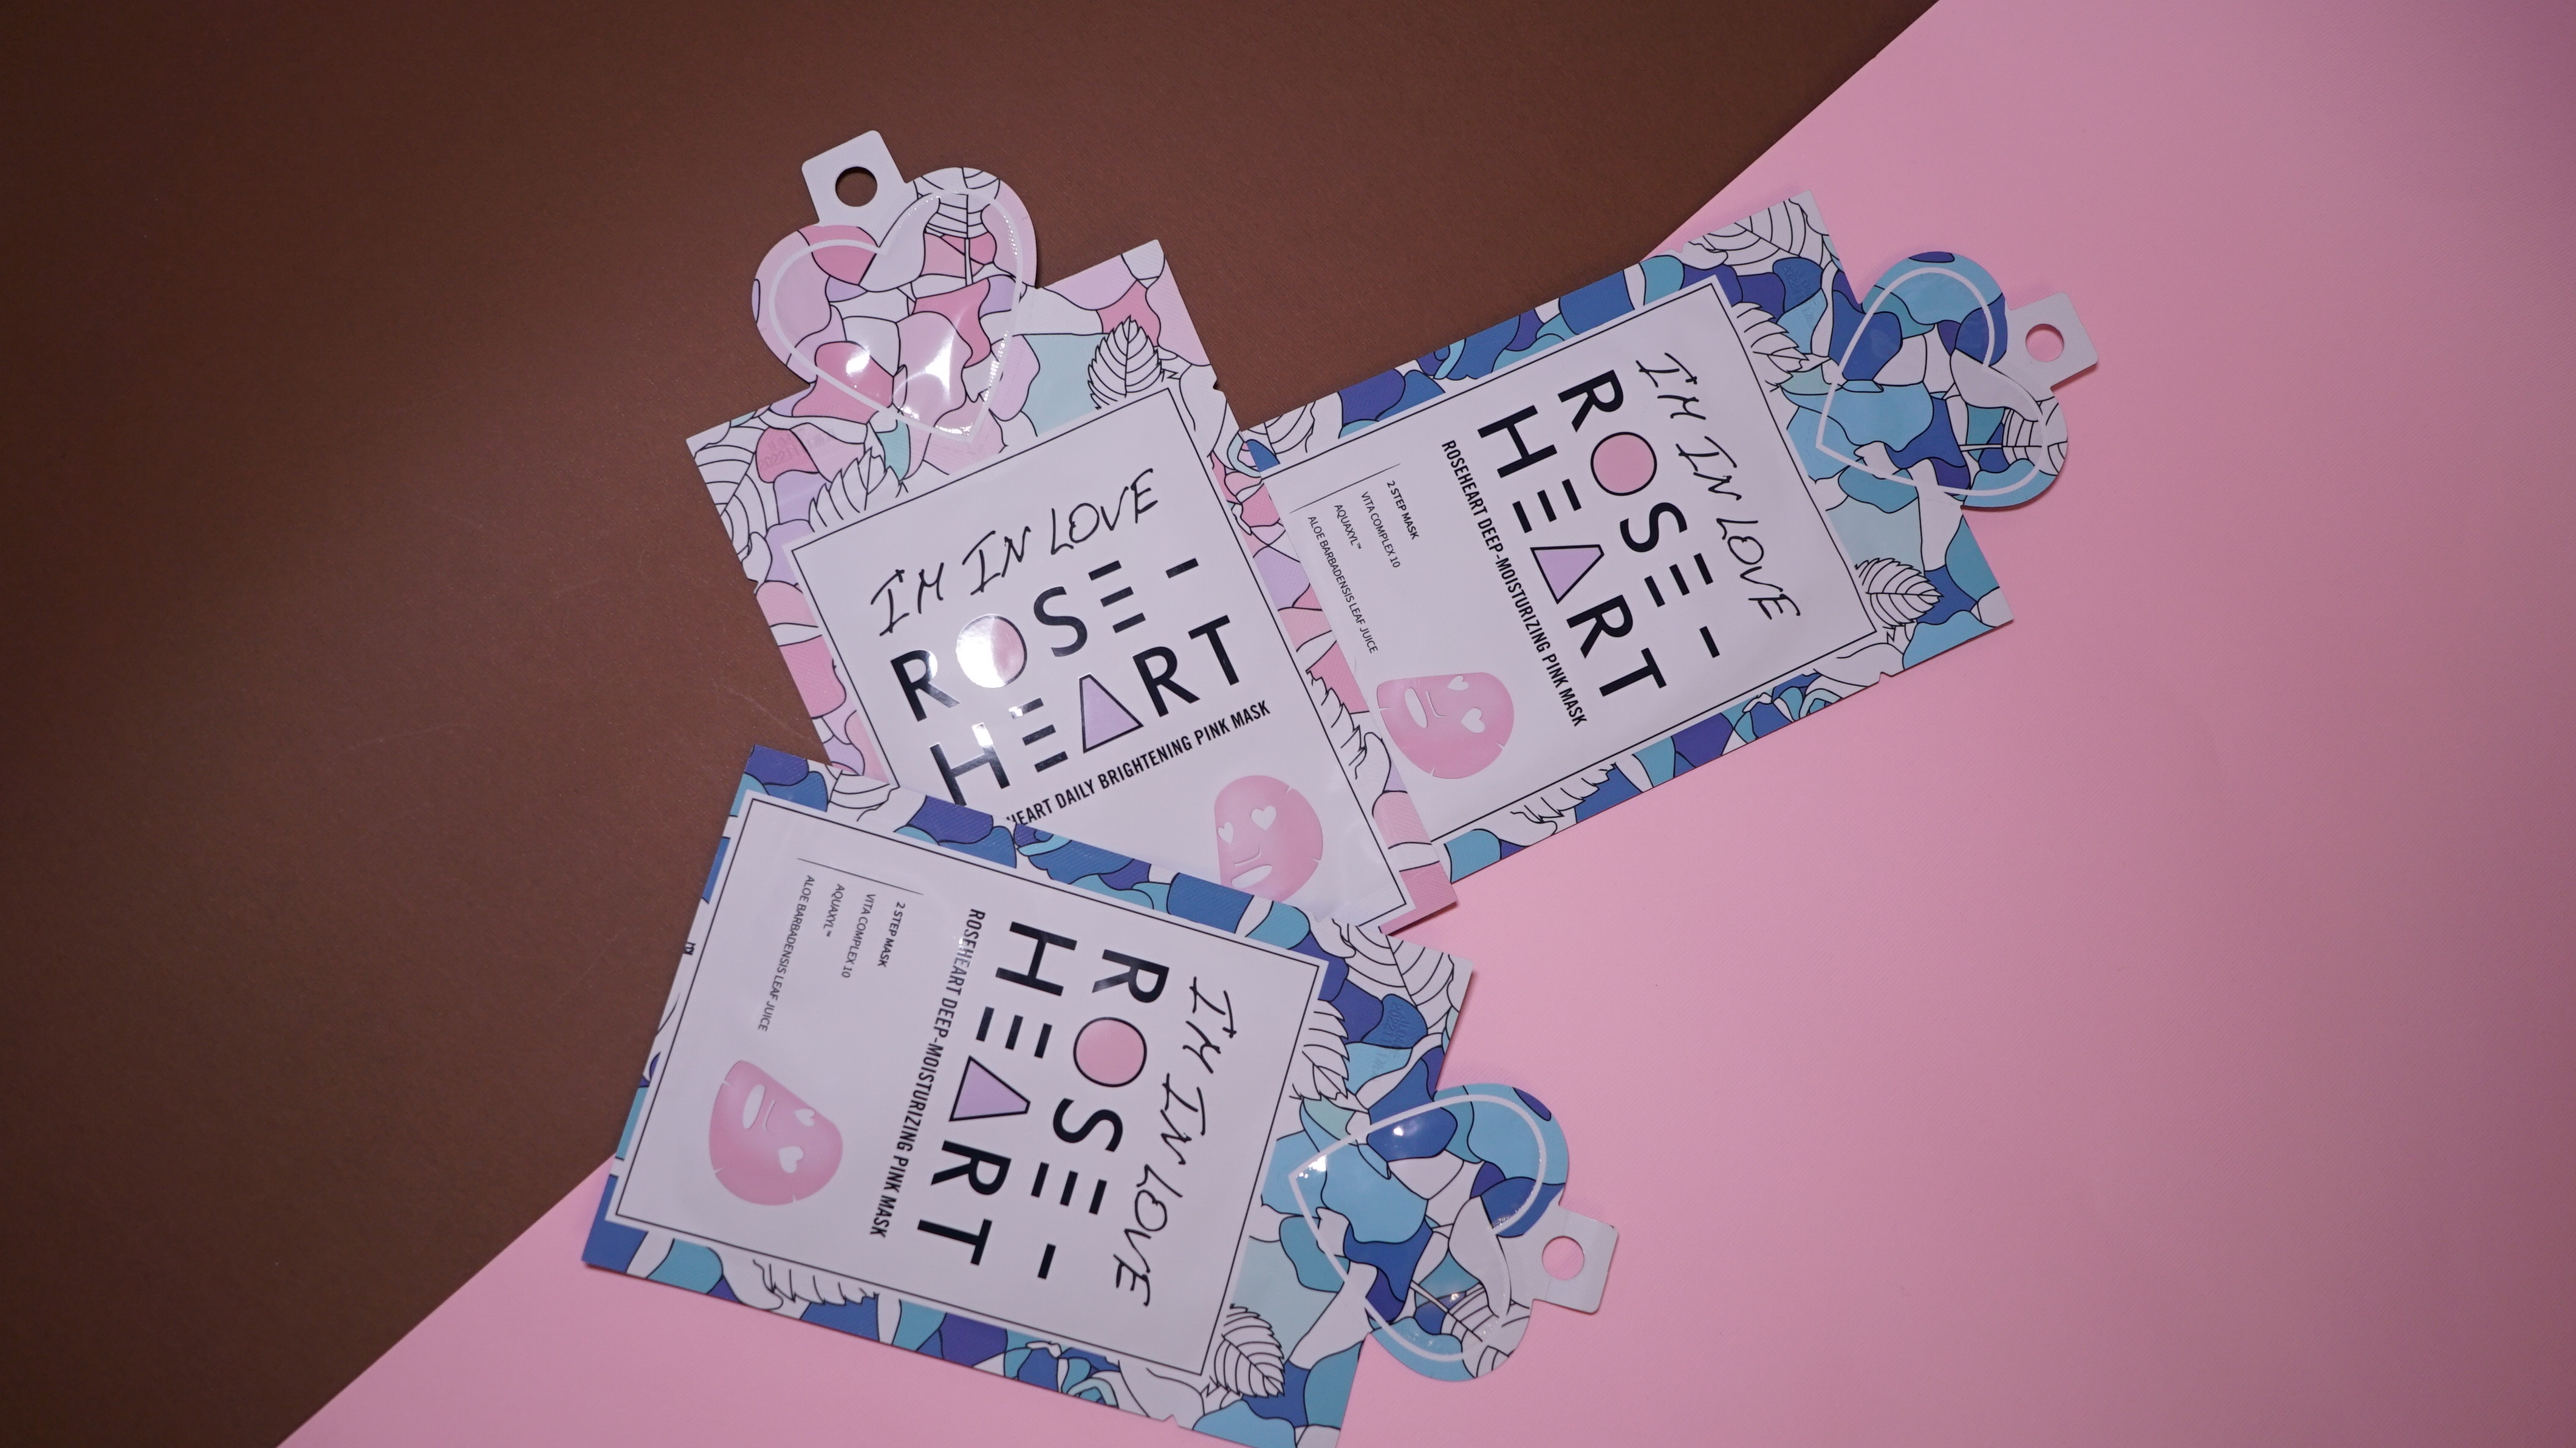 I'M IN LOVE
ROSE-
HEART
HEART DAILY BRIGHTENING PINK MASK
I'M IN LOVE
ROSE-
HEART
ROSEHEART DEEP-MOISTURIZING PINK MASK
2 STEP MASK
VITA COMPLEX 10
AQUAXYL™
ALOE BARBADENSIS LEAF JUICE
I'M IN LOVE
ROSE-
HEART
ROSEHEART DEEP-MOISTURIZING PINK MASK
2 STEP MASK
VITA COMPLEX 10
AQUAXYL™
ALOE BARBADENSIS LEAF JUICE